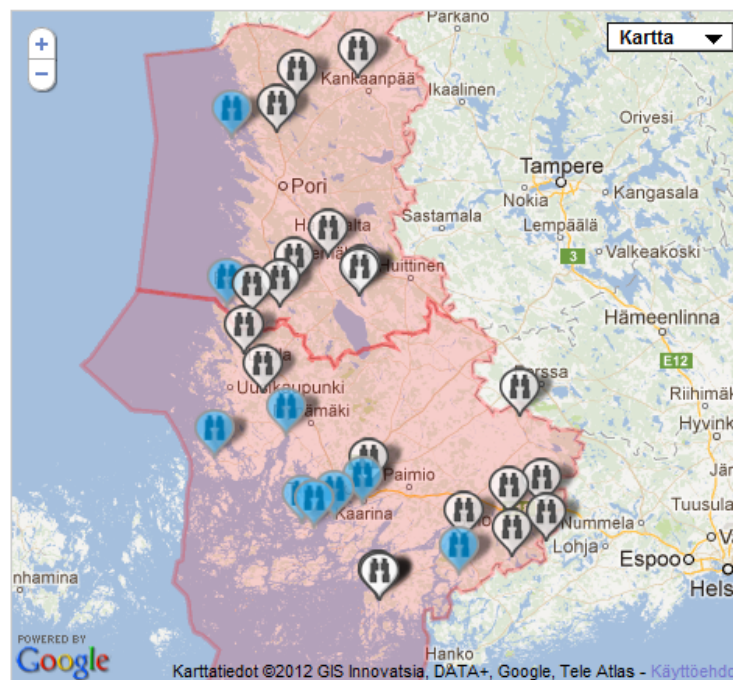 Parkano
Kartta
Kankaanpää
Ikaalinen
Orivesi
Tampere
Pori
Nokia
Kangasala
Sastamala
Lempäälä
Valkeakoski
3
Huittinen
Hämeenlinna
E12
Uusikaupunki
Riihimäk
Hyvink
Paimio
Kaarina
Tuusula
Nummela
Lohja
Espoo
Hels
nhamina
Hanko
POWERED BY
Google
Karttatiedot ©2012 GIS Innovatsia, DATA+, Google, Tele Atlas - Käyttöehdo